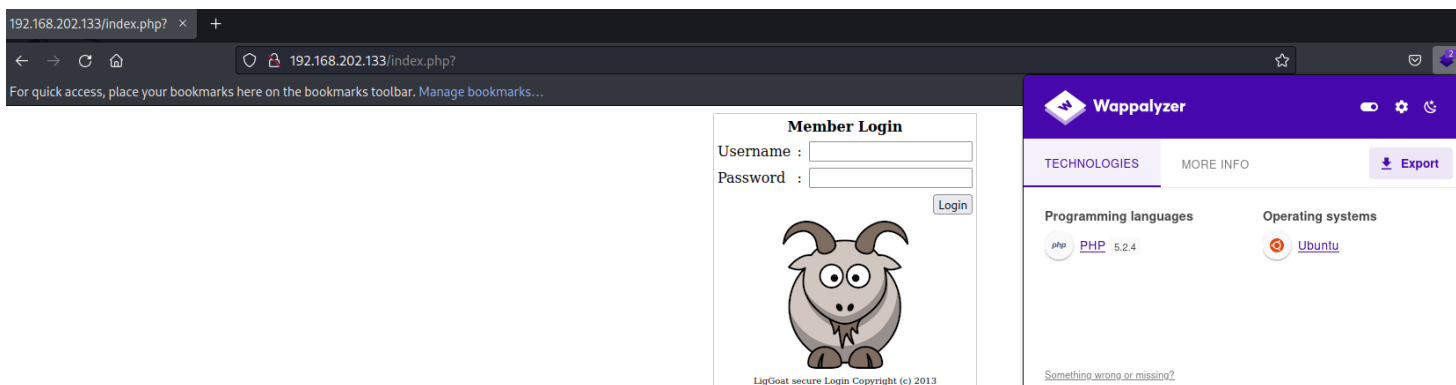 192.168.202.133/index.php? × +
192.168.202.133/index.php?
2
For quick access, place your bookmarks here on the bookmarks toolbar. Manage bookmarks...
Member Login
Username :
Password :
Login
LigGoat secure Login Copyright (c) 2013
W Wappalyzer
TECHNOLOGIES MORE INFO Export
Programming languages Operating systems
php PHP 5.2.4 Ubuntu
Something wrong or missing?